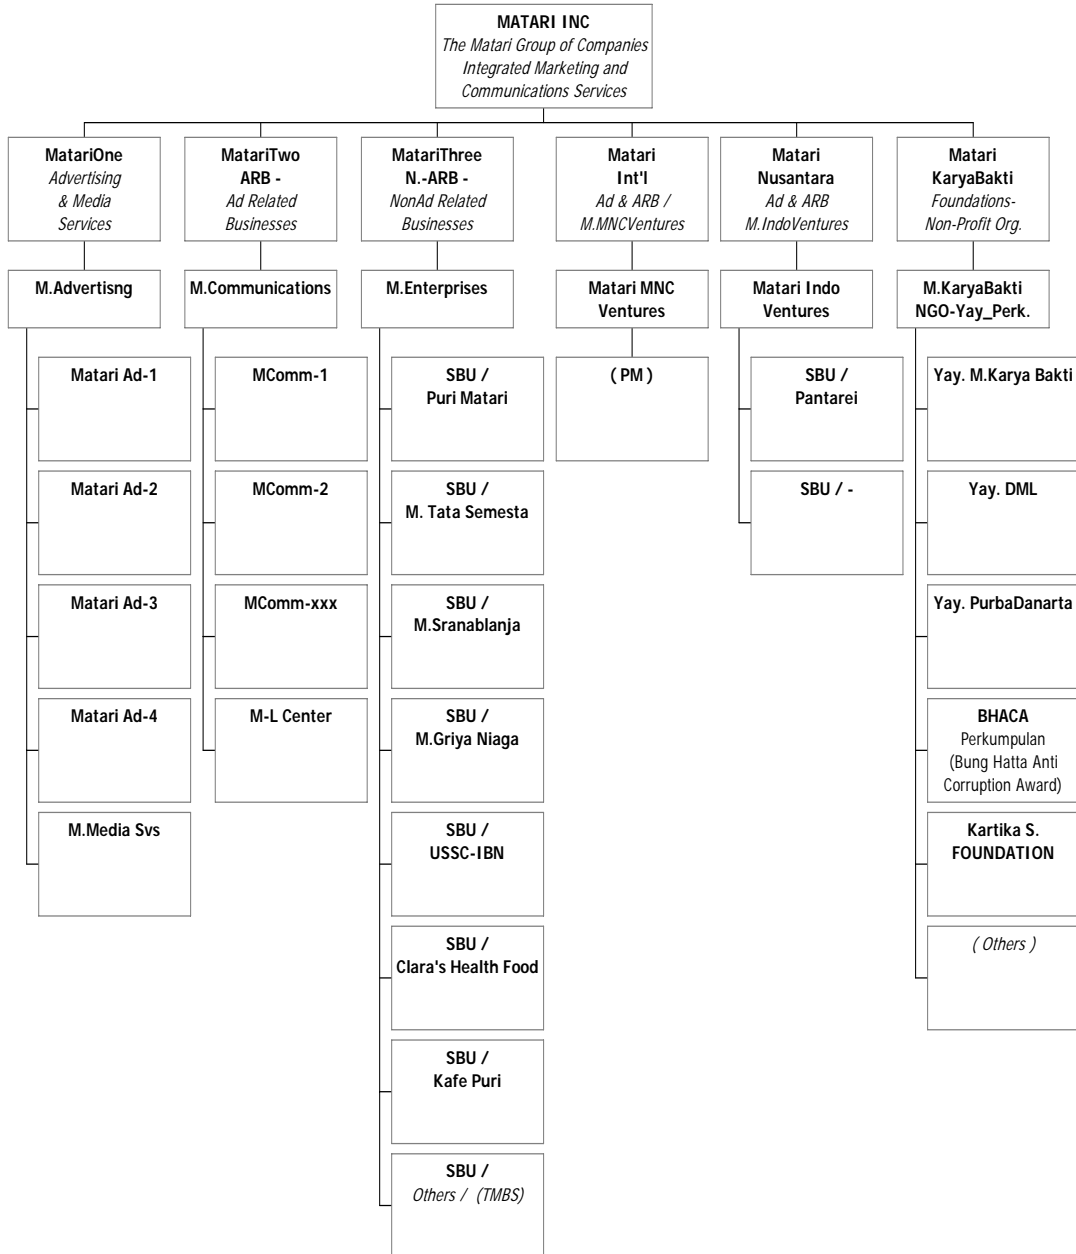 MATARI INC
The Matari Group of Companies
Integrated Marketing and
Communications Services
MatariOne
Advertising
& Media
Services
MatariTwo
ARB -
Ad Related
Businesses
MatariThree
N.-ARB -
NonAd Related
Businesses
Matari
Int'l
Ad & ARB /
M.MNCVentures
Matari
Nusantara
Ad & ARB
M.IndoVentures
Matari
KaryaBakti
Foundations-
Non-Profit Org.
M.Advertisng
M.Communications
M.Enterprises
Matari MNC
Ventures
Matari Indo
Ventures
M.KaryaBakti
NGO-Yay_Perk.
Matari Ad-1
MComm-1
SBU /
Puri Matari
( PM )
SBU /
Pantarei
Yay. M.Karya Bakti
Matari Ad-2
MComm-2
SBU /
M. Tata Semesta
SBU / -
Yay. DML
Matari Ad-3
MComm-xxx
SBU /
M.Sranablanja
Yay. PurbaDanarta
Matari Ad-4
M-L Center
SBU /
M.Griya Niaga
BHACA
Perkumpulan
(Bung Hatta Anti
Corruption Award)
M.Media Svs
SBU /
USSC-IBN
Kartika S.
FOUNDATION
SBU /
Clara's Health Food
( Others )
SBU /
Kafe Puri
SBU /
Others / (TMBS)